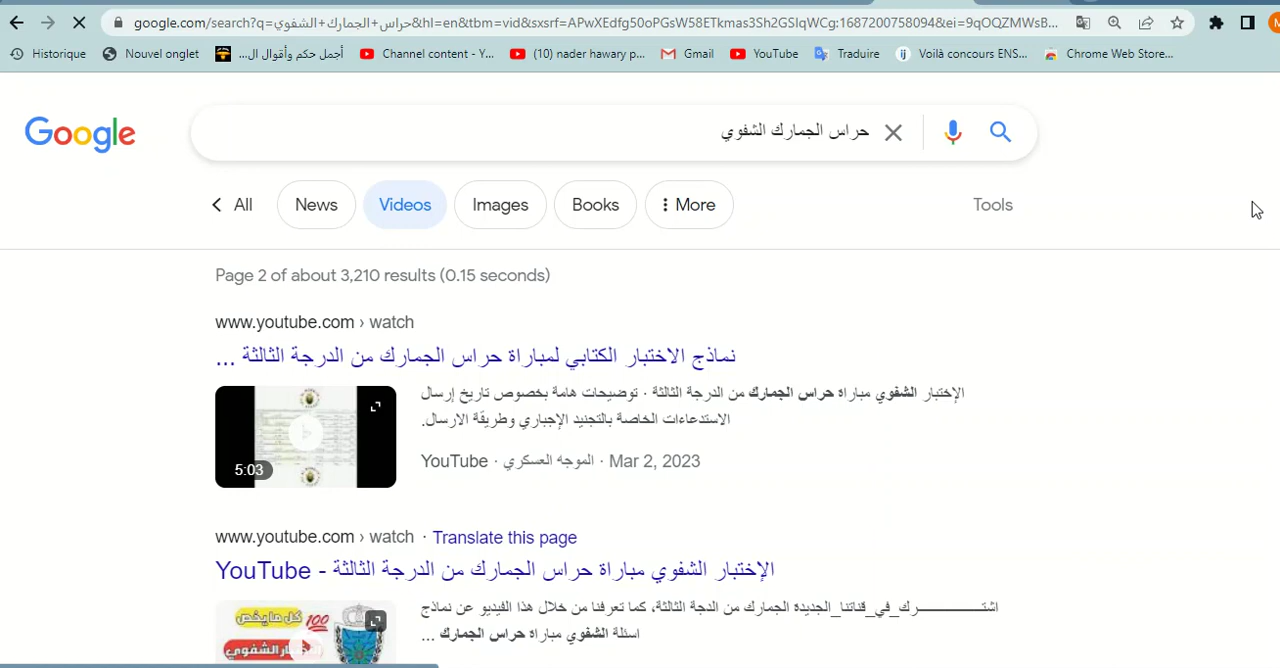 google.com/search?q=حراس+الجمارك+الشفوي&hl=en&tbm=vid&sxsrf=APwXEdfg50oPGsW58ETkmas3Sh2GSIqWCg:1687200758094&ei=9qOQZMWsB...
Historique Nouvel onglet أجمل حكم وأقوال ال... Channel content - Y... (10) nader hawary p... Gmail YouTube Traduire Voilà concours ENS... Chrome Web Store...
Google حراس الجمارك الشفوي
All News Videos Images Books More Tools
Page 2 of about 3,210 results (0.15 seconds)
www.youtube.com › watch
نماذج الاختبار الكتابي لمباراة حراس الجمارك من الدرجة الثالثة ...
الإختبار الشفوي مباراة حراس الجمارك من الدرجة الثالثة · توضيحات هامة بخصوص تاريخ إرسال
الاستدعاءات الخاصة بالتجنيد الإجباري وطريقة الارسال.
5:03
YouTube · الموجه العسكري · Mar 2, 2023
www.youtube.com › watch · Translate this page
الإختبار الشفوي مباراة حراس الجمارك من الدرجة الثالثة - YouTube
اشتـــــــــــرك_في_قناتنا_الجديدة الجمارك من الدجة الثالثة، كما تعرفنا من خلال هذا الفيديو عن نماذج
اسئلة الشفوي مباراة حراس الجمارك ...
كل ما يخص 100